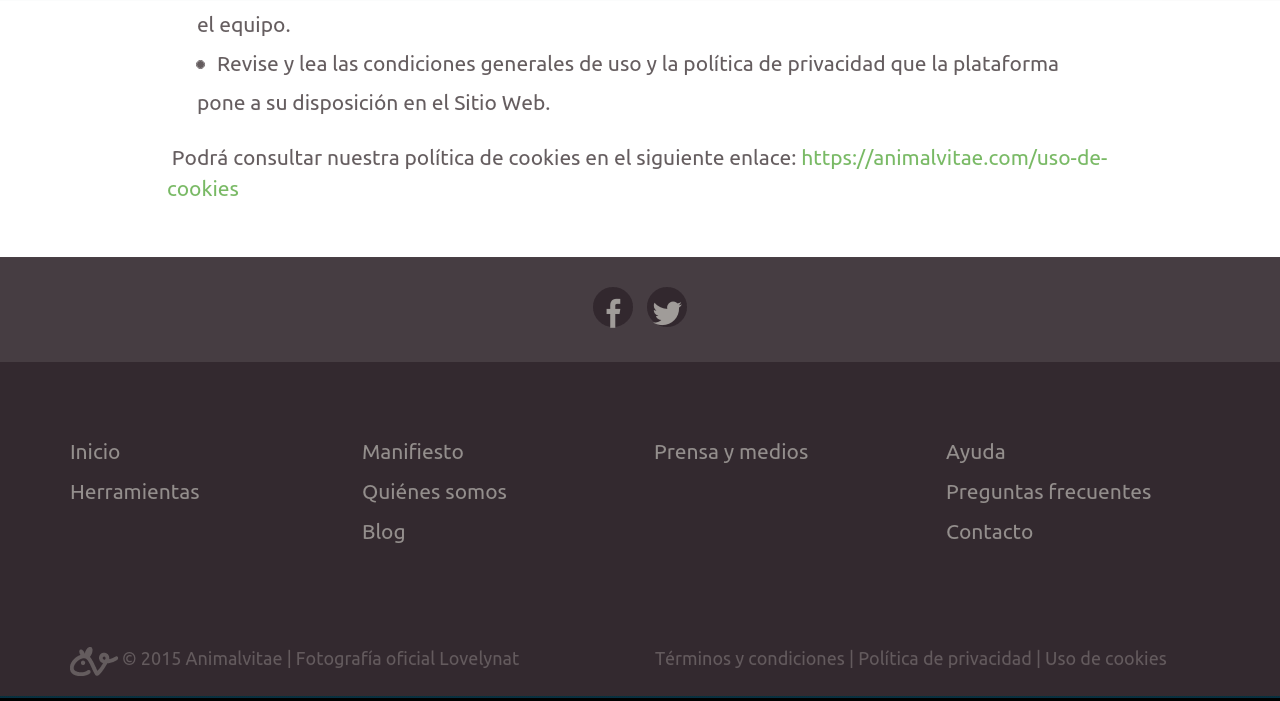 el equipo.
Revise y lea las condiciones generales de uso y la política de privacidad que la plataforma
pone a su disposición en el Sitio Web.
Podrá consultar nuestra política de cookies en el siguiente enlace: https://animalvitae.com/uso-de-
cookies
Inicio
Herramientas
Manifiesto
Quiénes somos
Blog
Prensa y medios
Ayuda
Preguntas frecuentes
Contacto
© 2015 Animalvitae | Fotografía oficial Lovelynat
Términos y condiciones | Política de privacidad | Uso de cookies